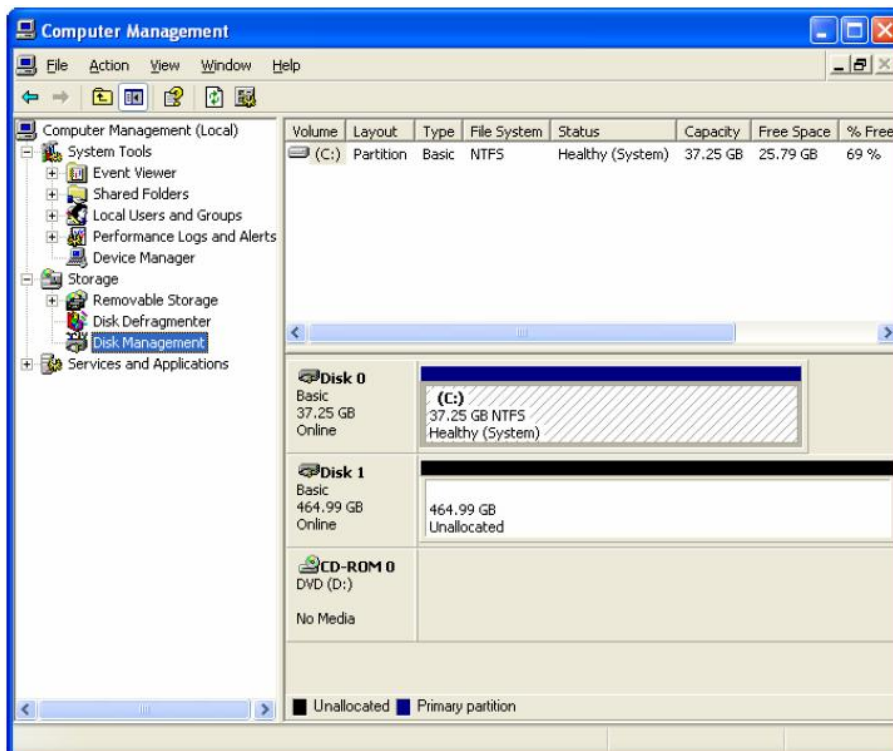 Computer Management
File Action View Window Help
Computer Management (Local)
System Tools
Event Viewer
Shared Folders
Local Users and Groups
Performance Logs and Alerts
Device Manager
Storage
Removable Storage
Disk Defragmenter
Disk Management
Services and Applications
Volume Layout Type File System Status Capacity Free Space % Free
(C:) Partition Basic NTFS Healthy (System) 37.25 GB 25.79 GB 69 %
Disk 0
Basic
37.25 GB
Online
(C:)
37.25 GB NTFS
Healthy (System)
Disk 1
Basic
464.99 GB
Online
464.99 GB
Unallocated
CD-ROM 0
DVD (D:)
No Media
Unallocated Primary partition